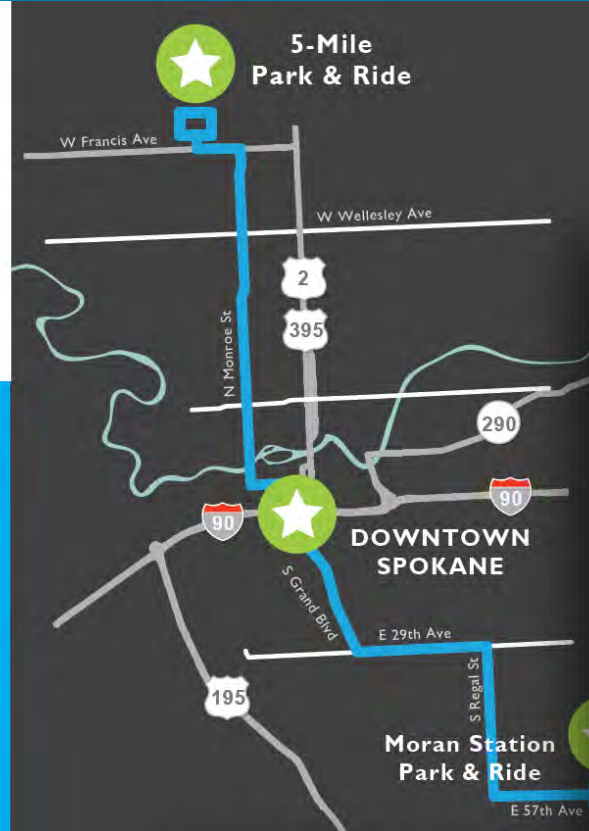 5-Mile
Park & Ride
W Francis Ave
W Wellesley Ave
2
N Monroe St
395
290
90
90
DOWNTOWN
SPOKANE
S Grand Blvd
E 29th Ave
S Regal St
195
Moran Station
Park & Ride
E 57th Ave